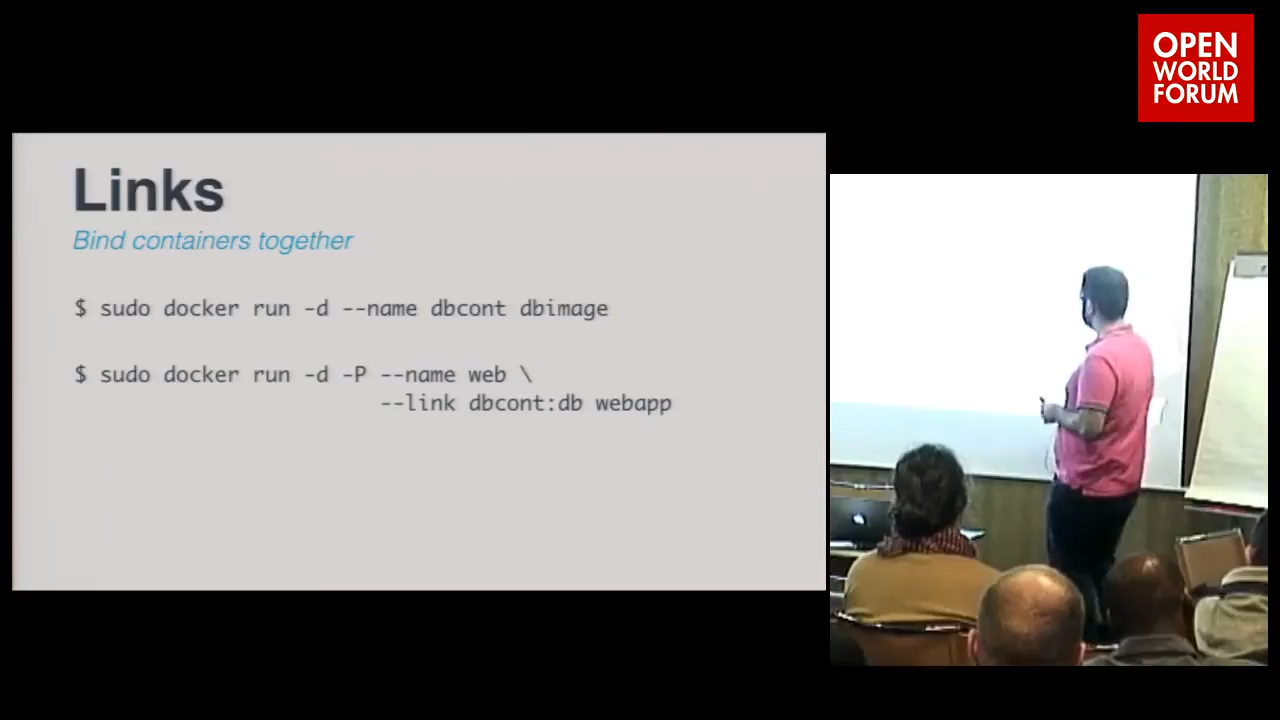 OPEN
WORLD
FORUM
Links
Bind containers together
$ sudo docker run -d --name dbcont dbimage
$ sudo docker run -d -P --name web \
--link dbcont:db webapp